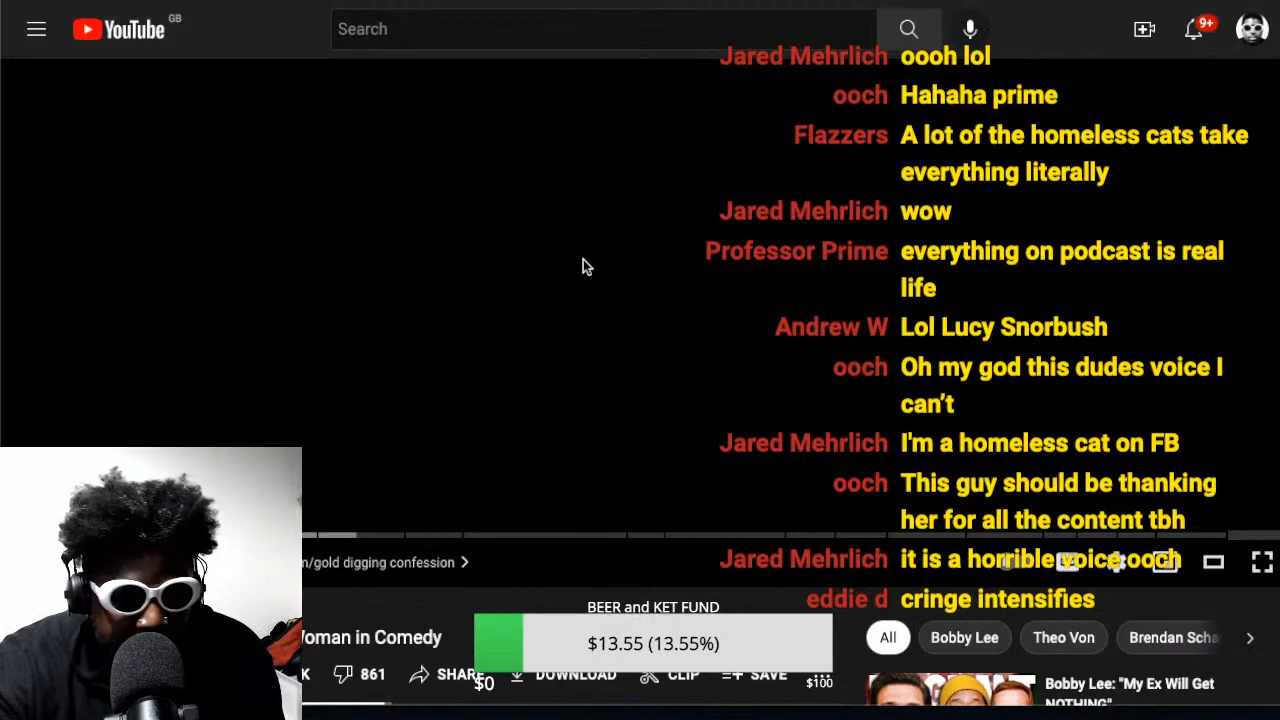 YouTube GB
Search
9+
Jared Mehrlich oooh lol
ooch Hahaha prime
Flazzers A lot of the homeless cats take
everything literally
Jared Mehrlich wow
Professor Prime everything on podcast is real
life
Andrew W Lol Lucy Snorbush
ooch Oh my god this dudes voice I
can't
Jared Mehrlich I'm a homeless cat on FB
ooch This guy should be thanking
her for all the content tbh
Jared Mehrlich it is a horrible voice ooch
n/gold digging confession
eddie d cringe intensifies
BEER and KET FUND
Woman in Comedy
$13.55 (13.55%)
All Bobby Lee Theo Von Brendan Scha
K 861 SHARE DOWNLOAD CLIP SAVE
$0 $100
Bobby Lee: "My Ex Will Get
NOTHING"